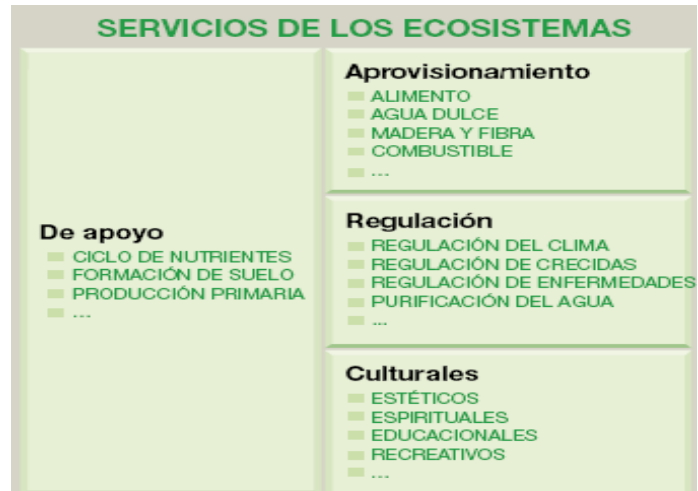 SERVICIOS DE LOS ECOSISTEMAS
De apoyo
CICLO DE NUTRIENTES
FORMACIÓN DE SUELO
PRODUCCIÓN PRIMARIA
...
Aprovisionamiento
ALIMENTO
AGUA DULCE
MADERA Y FIBRA
COMBUSTIBLE
...
Regulación
REGULACIÓN DEL CLIMA
REGULACIÓN DE CRECIDAS
REGULACIÓN DE ENFERMEDADES
PURIFICACIÓN DEL AGUA
...
Culturales
ESTÉTICOS
ESPIRITUALES
EDUCACIONALES
RECREATIVOS
...